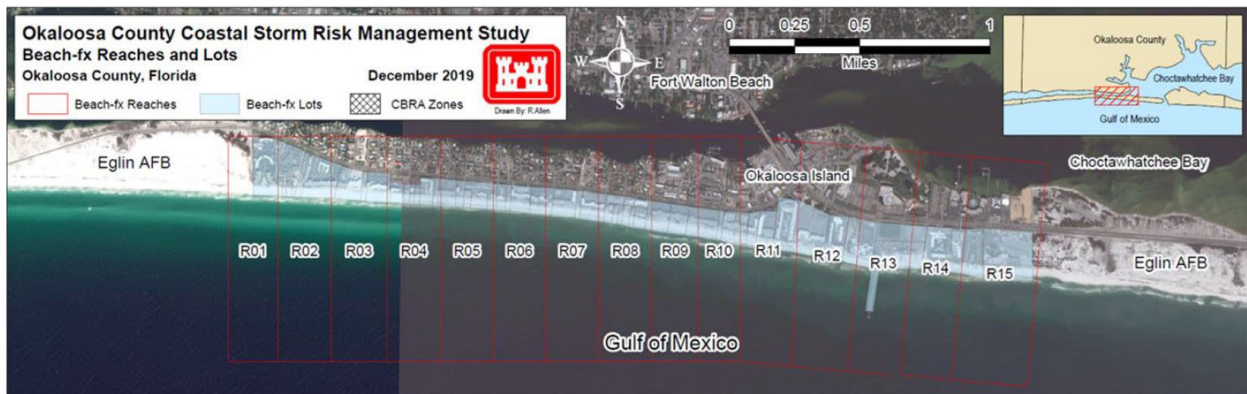 Okaloosa County Coastal Storm Risk Management Study
Beach-fx Reaches and Lots
Okaloosa County, Florida December 2019
Beach-fx Reaches Beach-fx Lots CBRA Zones
Drawn By: R.Allen
N
W E
S
0 0.25 0.5 1
Miles
Okaloosa County
Choctawhatchee Bay
Gulf of Mexico
Fort Walton Beach
Eglin AFB
Choctawhatchee Bay
Okaloosa Island
R01 R02 R03 R04 R05 R06 R07 R08 R09 R10 R11 R12 R13 R14 R15
Eglin AFB
Gulf of Mexico